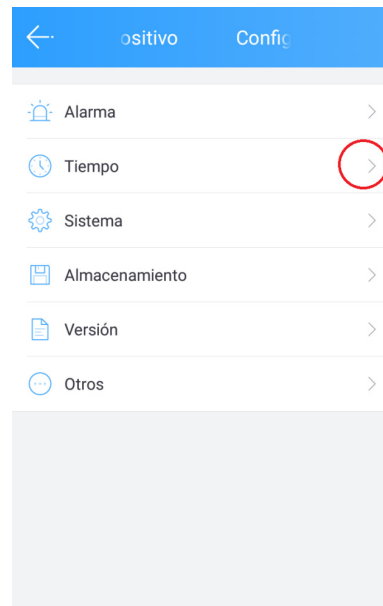 ositivo Config
Alarma
Tiempo
Sistema
Almacenamiento
Versión
Otros